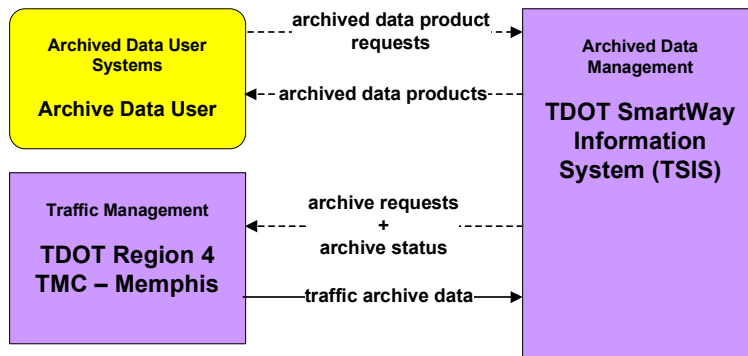 Archived Data User
Systems
Archive Data User
archived data product
requests
archived data products
Archived Data
Management
TDOT SmartWay
Information
System (TSIS)
Traffic Management
TDOT Region 4
TMC – Memphis
archive requests
+
archive status
traffic archive data